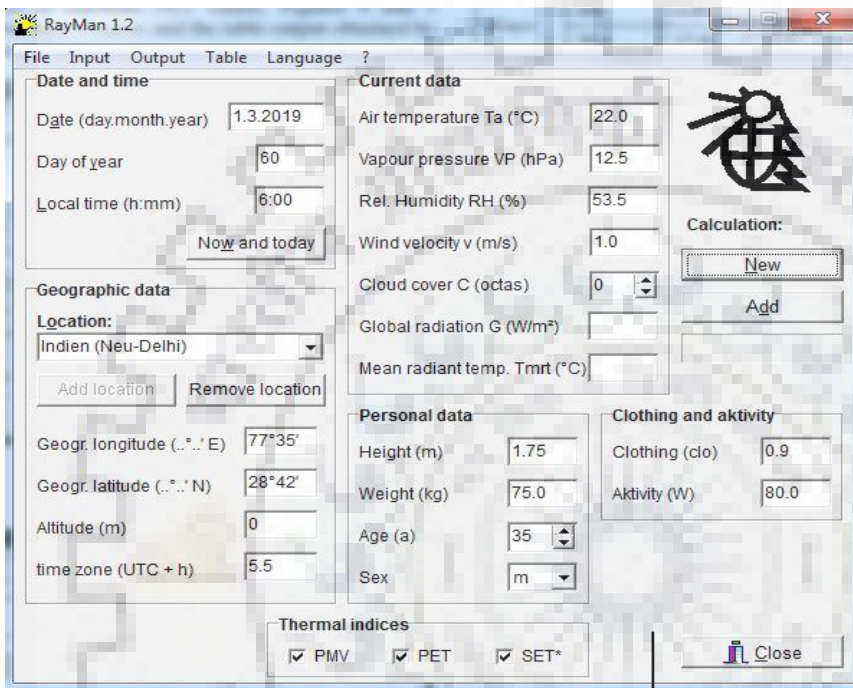 RayMan 1.2
File Input Output Table Language ?
Date and time
Date (day.month.year) 1.3.2019
Day of year 60
Local time (h:mm) 6:00
Now and today
Geographic data
Location:
Indien (Neu-Delhi)
Add location Remove location
Geogr. longitude (..°..' E) 77°35'
Geogr. latitude (..°..' N) 28°42'
Altitude (m) 0
time zone (UTC + h) 5.5
Current data
Air temperature Ta (°C) 22.0
Vapour pressure VP (hPa) 12.5
Rel. Humidity RH (%) 53.5
Wind velocity v (m/s) 1.0
Cloud cover C (octas) 0
Global radiation G (W/m²)
Mean radiant temp. Tmrt (°C)
Personal data
Height (m) 1.75
Weight (kg) 75.0
Age (a) 35
Sex m
Calculation:
New
Add
Clothing and aktivity
Clothing (clo) 0.9
Aktivity (W) 80.0
Thermal indices
PMV PET SET*
Close